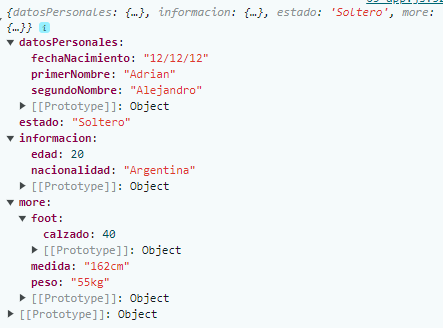 {datosPersonales: {…}, informacion: {…}, estado: 'Soltero', more:
{…}} i
▼ datosPersonales:
fechaNacimiento: "12/12/12"
primerNombre: "Adrian"
segundoNombre: "Alejandro"
▶ [[Prototype]]: Object
estado: "Soltero"
▼ informacion:
edad: 20
nacionalidad: "Argentina"
▶ [[Prototype]]: Object
▼ more:
▼ foot:
calzado: 40
▶ [[Prototype]]: Object
medida: "162cm"
peso: "55kg"
▶ [[Prototype]]: Object
▶ [[Prototype]]: Object